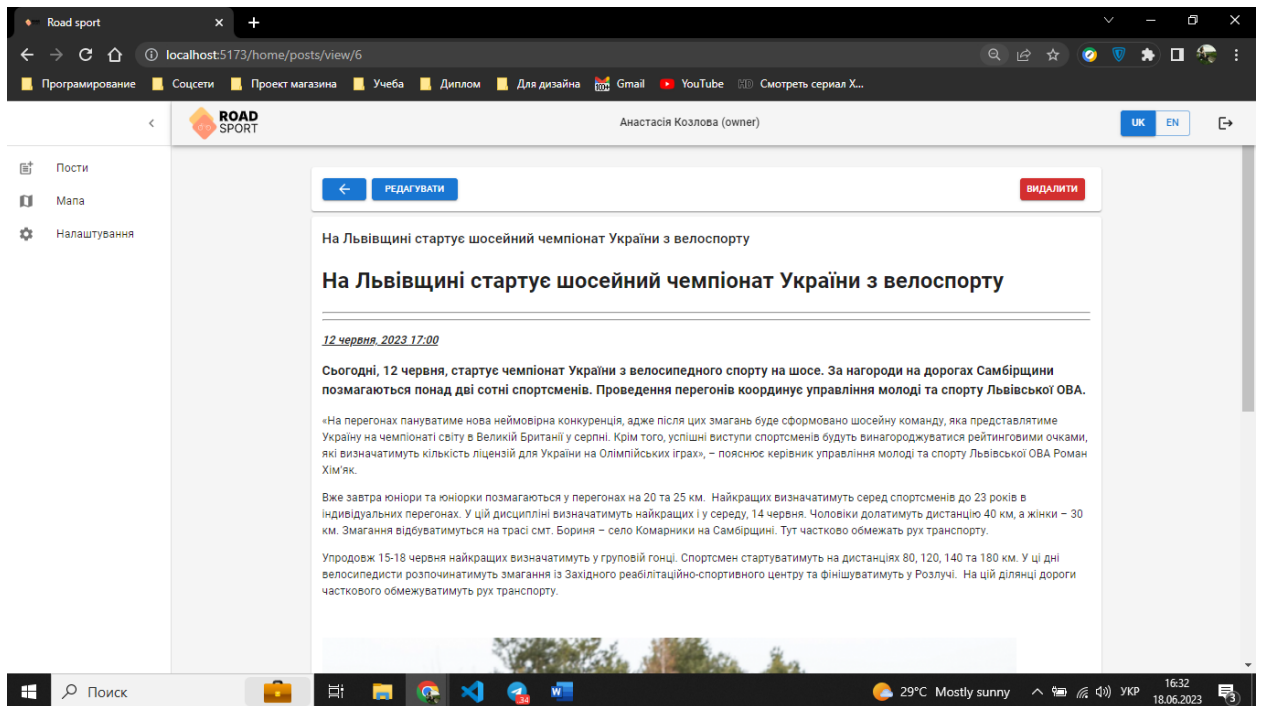 Road sport
localhost:5173/home/posts/view/6
Програмирование Соцсети Проект магазина Учеба Диплом Для дизайна Gmail YouTube Смотреть сериал X...
ROAD
SPORT
Анастасія Козлова (owner)
UK EN
Пости
Мапа
Налаштування
РЕДАГУВАТИ
ВИДАЛИТИ
На Львівщині стартує шосейний чемпіонат України з велоспорту
На Львівщині стартує шосейний чемпіонат України з велоспорту
12 червня, 2023 17:00
Сьогодні, 12 червня, стартує чемпіонат України з велосипедного спорту на шосе. За нагороди на дорогах Самбірщини
позмагаються понад дві сотні спортсменів. Проведення перегонів координує управління молоді та спорту Львівської ОВА.
«На перегонах пануватиме нова неймовірна конкуренція, адже після цих змагань буде сформовано шосейну команду, яка представлятиме
Україну на чемпіонаті світу в Великій Британії у серпні. Крім того, успішні виступи спортсменів будуть винагороджуватися рейтинговими очками,
які визначатимуть кількість ліцензій для України на Олімпійських іграх», – пояснює керівник управління молоді та спорту Львівської ОВА Роман
Хім'як.
Вже завтра юніори та юніорки позмагаються у перегонах на 20 та 25 км. Найкращих визначатимуть серед спортсменів до 23 років в
індивідуальних перегонах. У цій дисципліні визначатимуть найкращих і у середу, 14 червня. Чоловіки долатимуть дистанцію 40 км, а жінки – 30
км. Змагання відбуватимуться на трасі смт. Бориня – село Комарники на Самбірщині. Тут частково обмежать рух транспорту.
Упродовж 15-18 червня найкращих визначатимуть у груповій гонці. Спортсмен стартуватимуть на дистанціях 80, 120, 140 та 180 км. У ці дні
велосипедисти розпочинатимуть змагання із Західного реабілітаційно-спортивного центру та фінішуватимуть у Розлучі. На цій ділянці дороги
часткового обмежуватимуть рух транспорту.
Поиск
34
29°C Mostly sunny
УКР
16:32
18.06.2023
3